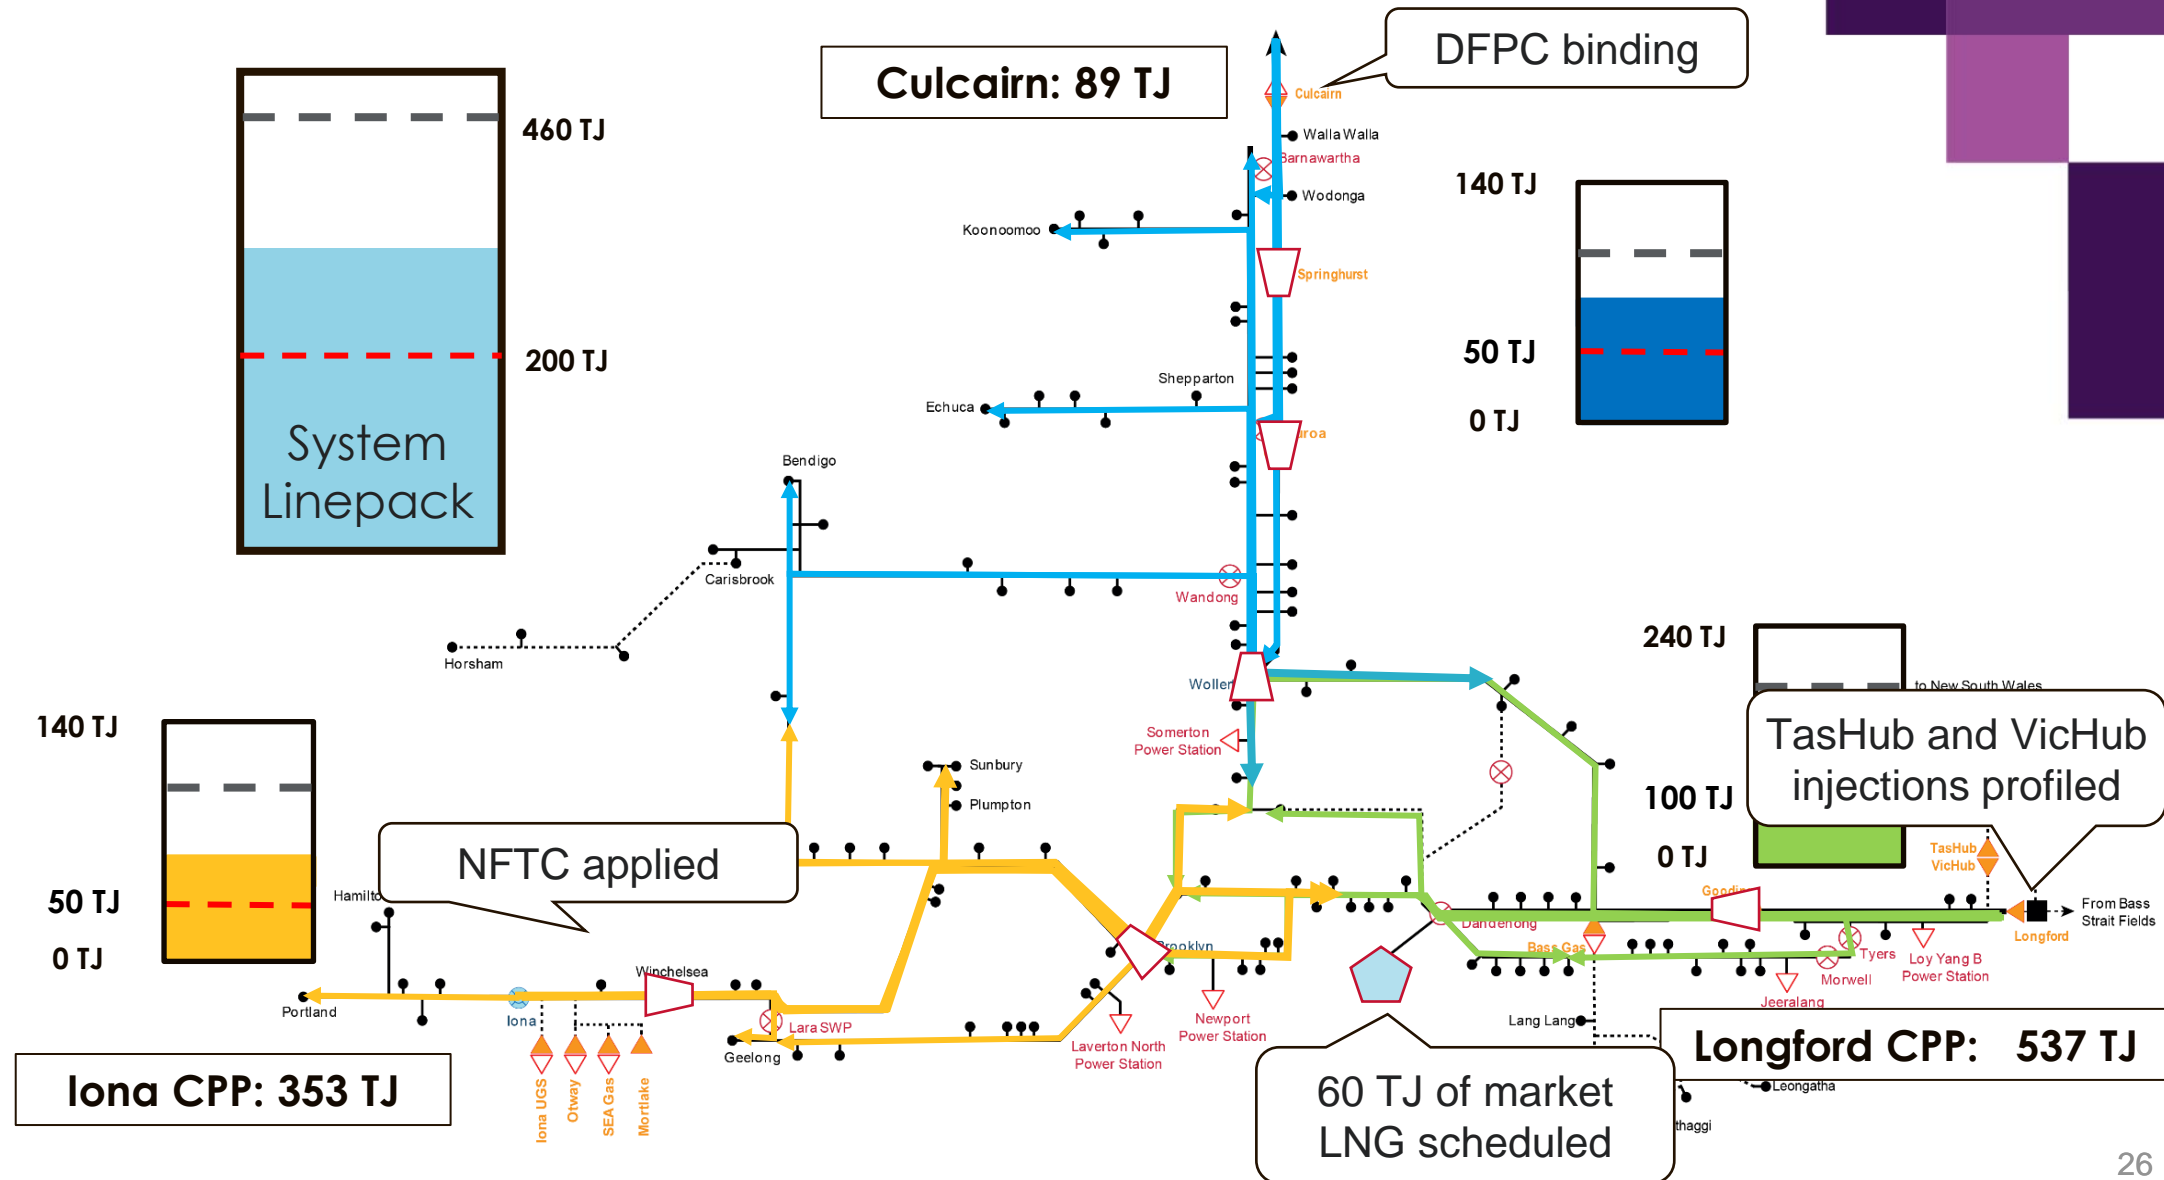 DFPC binding
Culcairn: 89 TJ
Culcairn
460 TJ
Walla Walla
Barnawartha
140 TJ
Wodonga
Koonoomoo
Springhurst
200 TJ
50 TJ
Shepparton
Echuca
0 TJ
System
Linepack
Bendigo
Carisbrook
Wandong
Horsham
240 TJ
to New South Wales
140 TJ
Somerton
Power Station
TasHub and VicHub
injections profiled
Sunbury
Plumpton
100 TJ
0 TJ
TasHub
VicHub
NFTC applied
50 TJ
From Bass
Strait Fields
Longford
0 TJ
Dandenong
Bass Gas
Brooklyn
Tyers
Loy Yang B
Power Station
Morwell
Winchelsea
Jeeralang
Portland
Iona
Lara SWP
Newport
Power Station
Lang Lang
Geelong
Laverton North
Power Station
Longford CPP: 537 TJ
Iona CPP: 353 TJ
Iona UGS
Otway
SEA Gas
Mortlake
60 TJ of market
LNG scheduled
Leongatha
thaggi
26